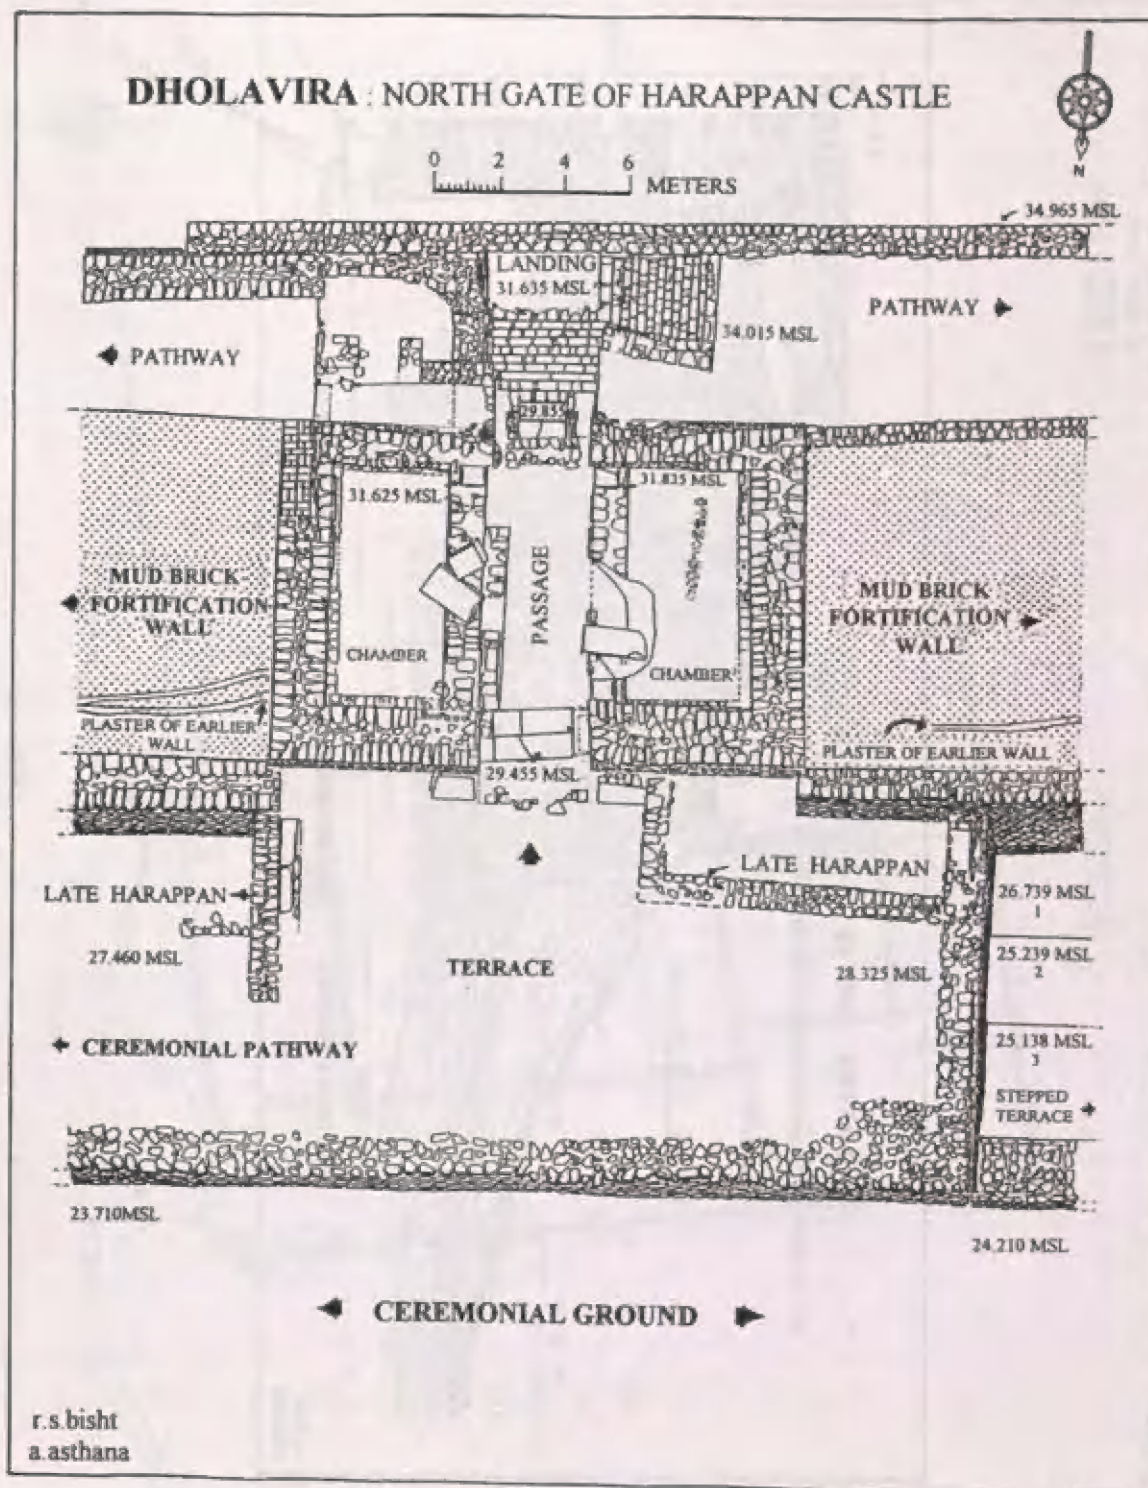 DHOLAVIRA : NORTH GATE OF HARAPPAN CASTLE
N
0 2 4 6
METERS
34.965 MSL
LANDING
31.635 MSL
PATHWAY
34.015 MSL
PATHWAY
29.855
31.625 MSL
31.835 MSL
PASSAGE
MUD BRICK
FORTIFICATION
WALL
MUD BRICK
FORTIFICATION
WALL
CHAMBER
CHAMBER
PLASTER OF EARLIER
WALL
PLASTER OF EARLIER WALL
29.455 MSL
LATE HARAPPAN
LATE HARAPPAN
26.739 MSL
1
27.460 MSL
TERRACE
28.325 MSL
25.239 MSL
2
CEREMONIAL PATHWAY
25.138 MSL
3
STEPPED
TERRACE
23.710MSL
24.210 MSL
CEREMONIAL GROUND
r.s.bisht
a.asthana